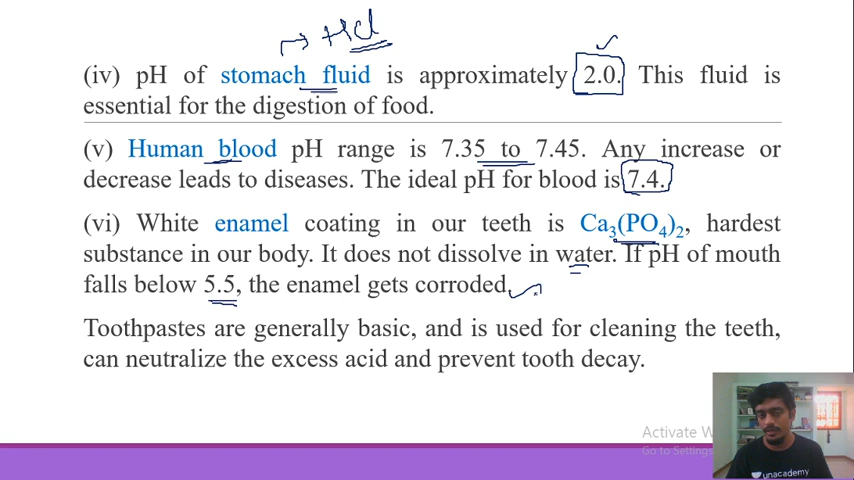 → HCl
(iv) pH of stomach fluid is approximately 2.0. This fluid is
essential for the digestion of food.
(v) Human blood pH range is 7.35 to 7.45. Any increase or
decrease leads to diseases. The ideal pH for blood is 7.4.
(vi) White enamel coating in our teeth is Ca₃(PO₄)₂, hardest
substance in our body. It does not dissolve in water. If pH of mouth
falls below 5.5, the enamel gets corroded.
Toothpastes are generally basic, and is used for cleaning the teeth,
can neutralize the excess acid and prevent tooth decay.
Activate W
Go to Settings
unacademy